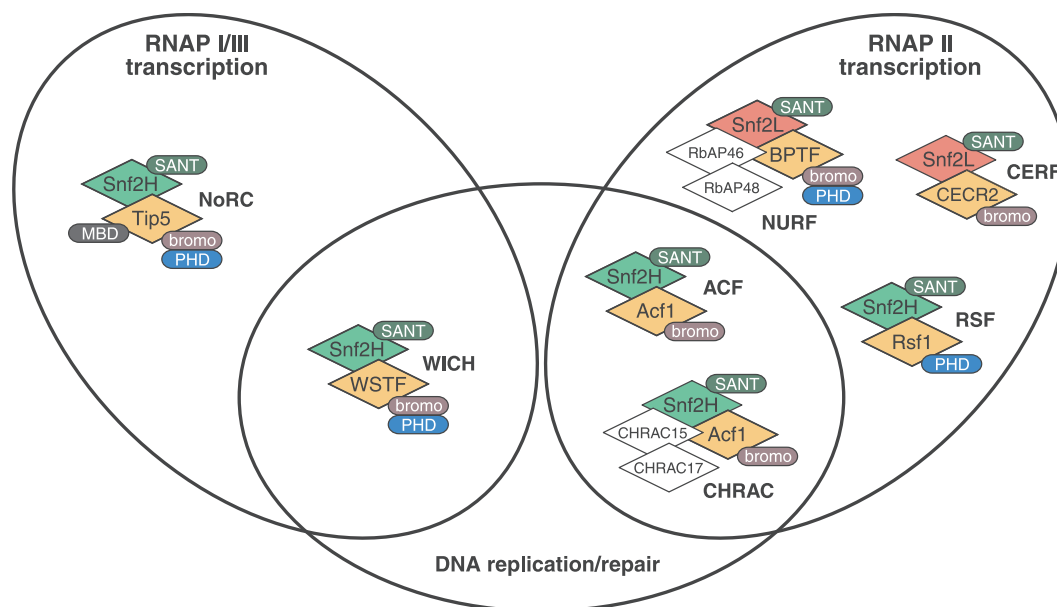 RNAP I/III
transcription
RNAP II
transcription
SANT
Snf2H
NoRC
Tip5
MBD
bromo
PHD
SANT
Snf2L
RbAP46
BPTF
RbAP48
bromo
PHD
NURF
SANT
Snf2L
CERF
CECR2
bromo
SANT
Snf2H
ACF
Acf1
bromo
SANT
Snf2H
RSF
Rsf1
PHD
SANT
Snf2H
WICH
WSTF
bromo
PHD
SANT
Snf2H
CHRAC15
Acf1
CHRAC17
bromo
CHRAC
DNA replication/repair